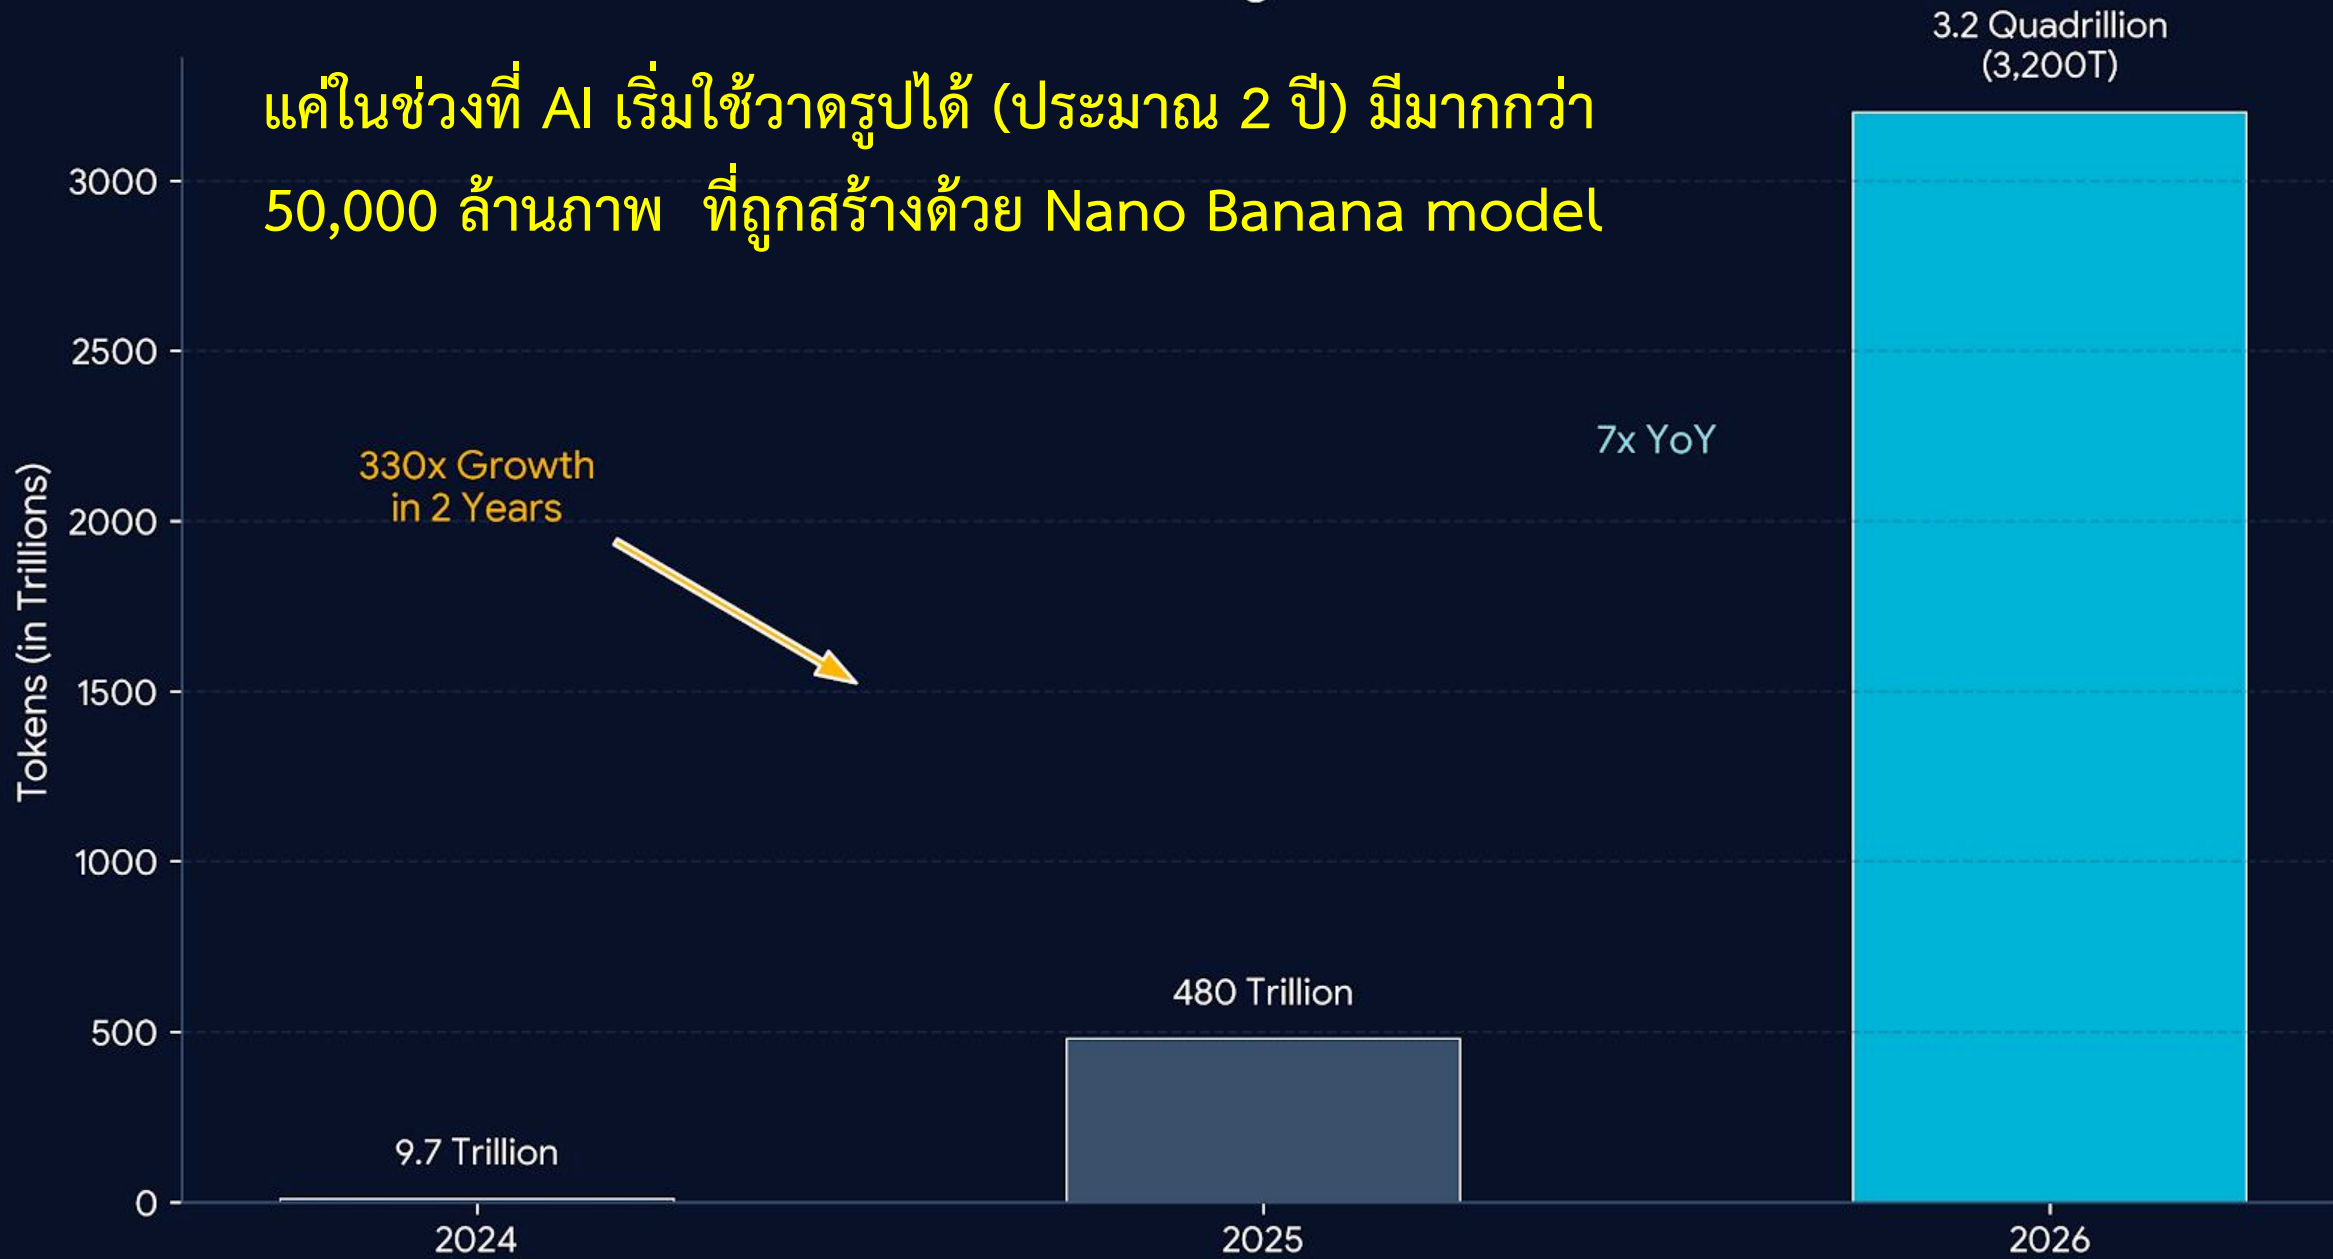 3.2 Quadrillion
(3,200T)
แค่ในช่วงที่ AI เริ่มใช้วาดรูปได้ (ประมาณ 2 ปี) มีมากกว่า
50,000 ล้านภาพ ที่ถูกสร้างด้วย Nano Banana model
3000
2500
7x YoY
330x Growth
in 2 Years
2000
Tokens (in Trillions)
1500
1000
480 Trillion
500
9.7 Trillion
0
2024
2025
2026